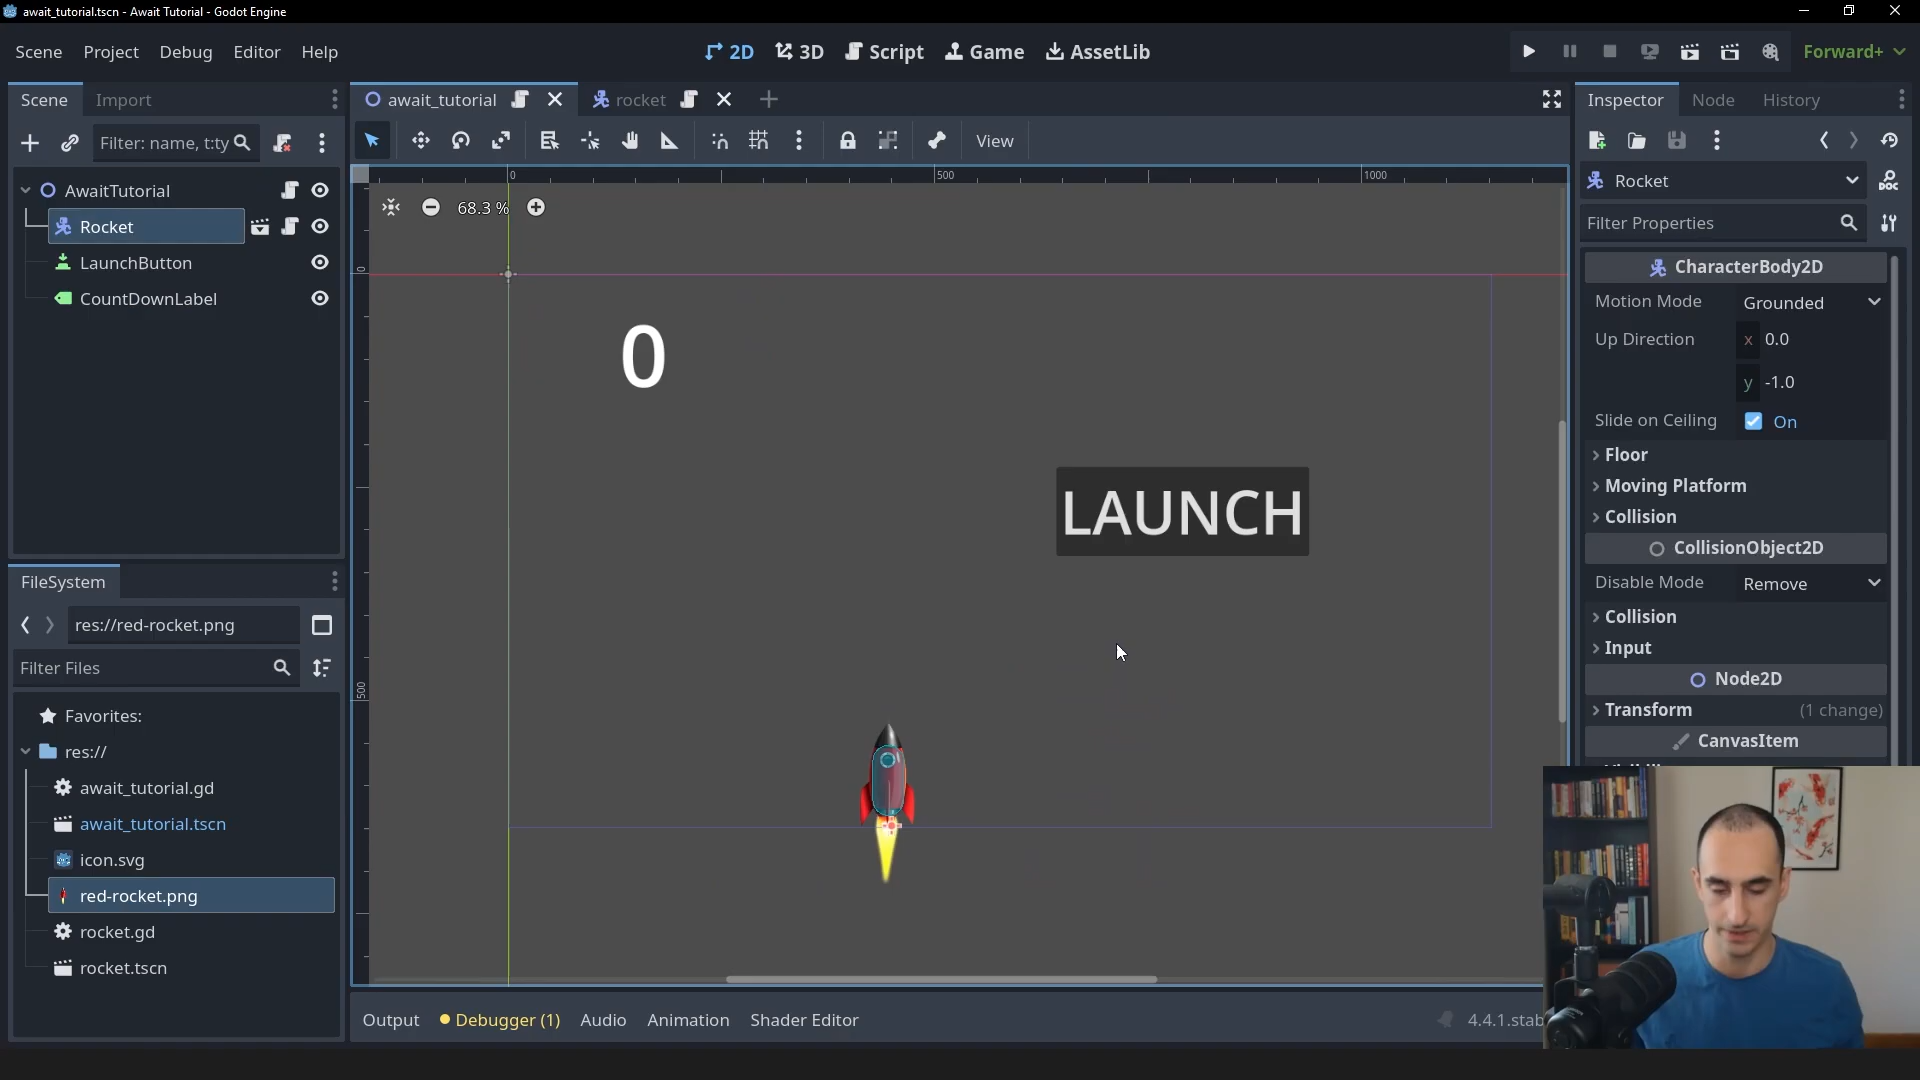 await_tutorial.tscn - Await Tutorial - Godot Engine
Scene Project Debug Editor Help
2D 3D Script Game AssetLib
Forward+
Scene Import
await_tutorial rocket
Inspector Node History
Filter: name, t:ty
View
Rocket
Filter Properties
AwaitTutorial
Rocket
LaunchButton
CountDownLabel
0 500 1000
68.3 %
0
500
0
LAUNCH
CharacterBody2D
Motion Mode Grounded
Up Direction x 0.0
y -1.0
Slide on Ceiling On
Floor
Moving Platform
Collision
CollisionObject2D
Disable Mode Remove
Collision
Input
Node2D
Transform (1 change)
CanvasItem
FileSystem
res://red-rocket.png
Filter Files
Favorites:
res://
await_tutorial.gd
await_tutorial.tscn
icon.svg
red-rocket.png
rocket.gd
rocket.tscn
Output Debugger (1) Audio Animation Shader Editor
4.4.1.stab